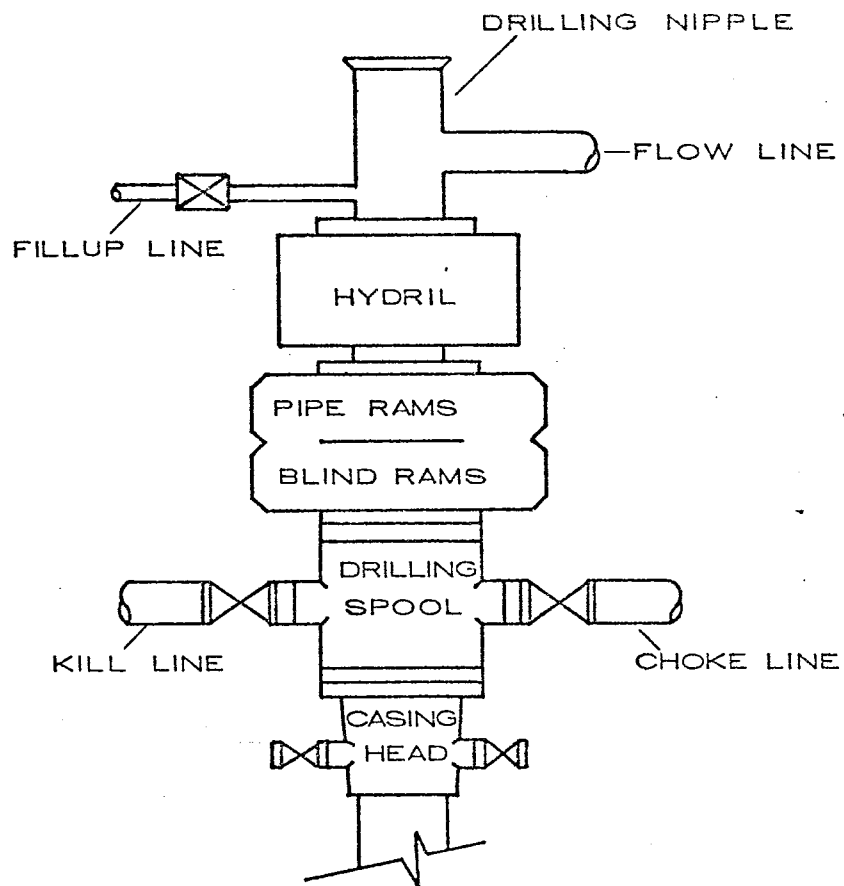 DRILLING NIPPLE
FLOW LINE
FILLUP LINE
HYDRIL
PIPE RAMS
BLIND RAMS
DRILLING
SPOOL
KILL LINE
CHOKE LINE
CASING
HEAD